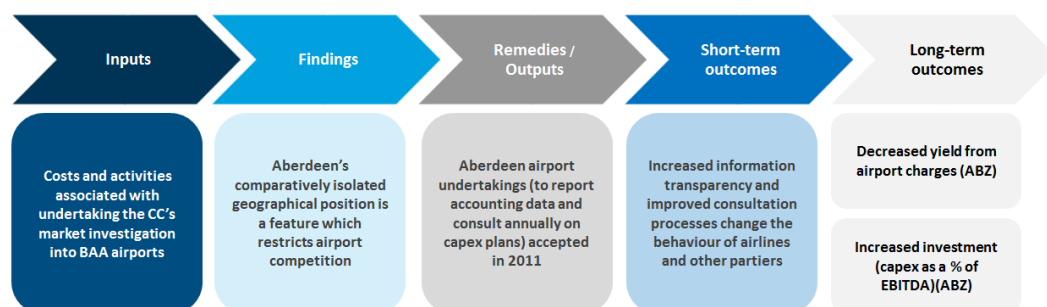 Inputs
Findings
Remedies /
Outputs
Short-term
outcomes
Long-term
outcomes
Costs and activities
associated with
undertaking the CC's
market investigation
into BAA airports
Aberdeen's
comparatively isolated
geographical position is
a feature which
restricts airport
competition
Aberdeen airport
undertakings (to report
accounting data and
consult annually on
capex plans) accepted
in 2011
Increased information
transparency and
improved consultation
processes change the
behaviour of airlines
and other partiers
Decreased yield from
airport charges (ABZ)
Increased investment
(capex as a % of
EBITDA)(ABZ)